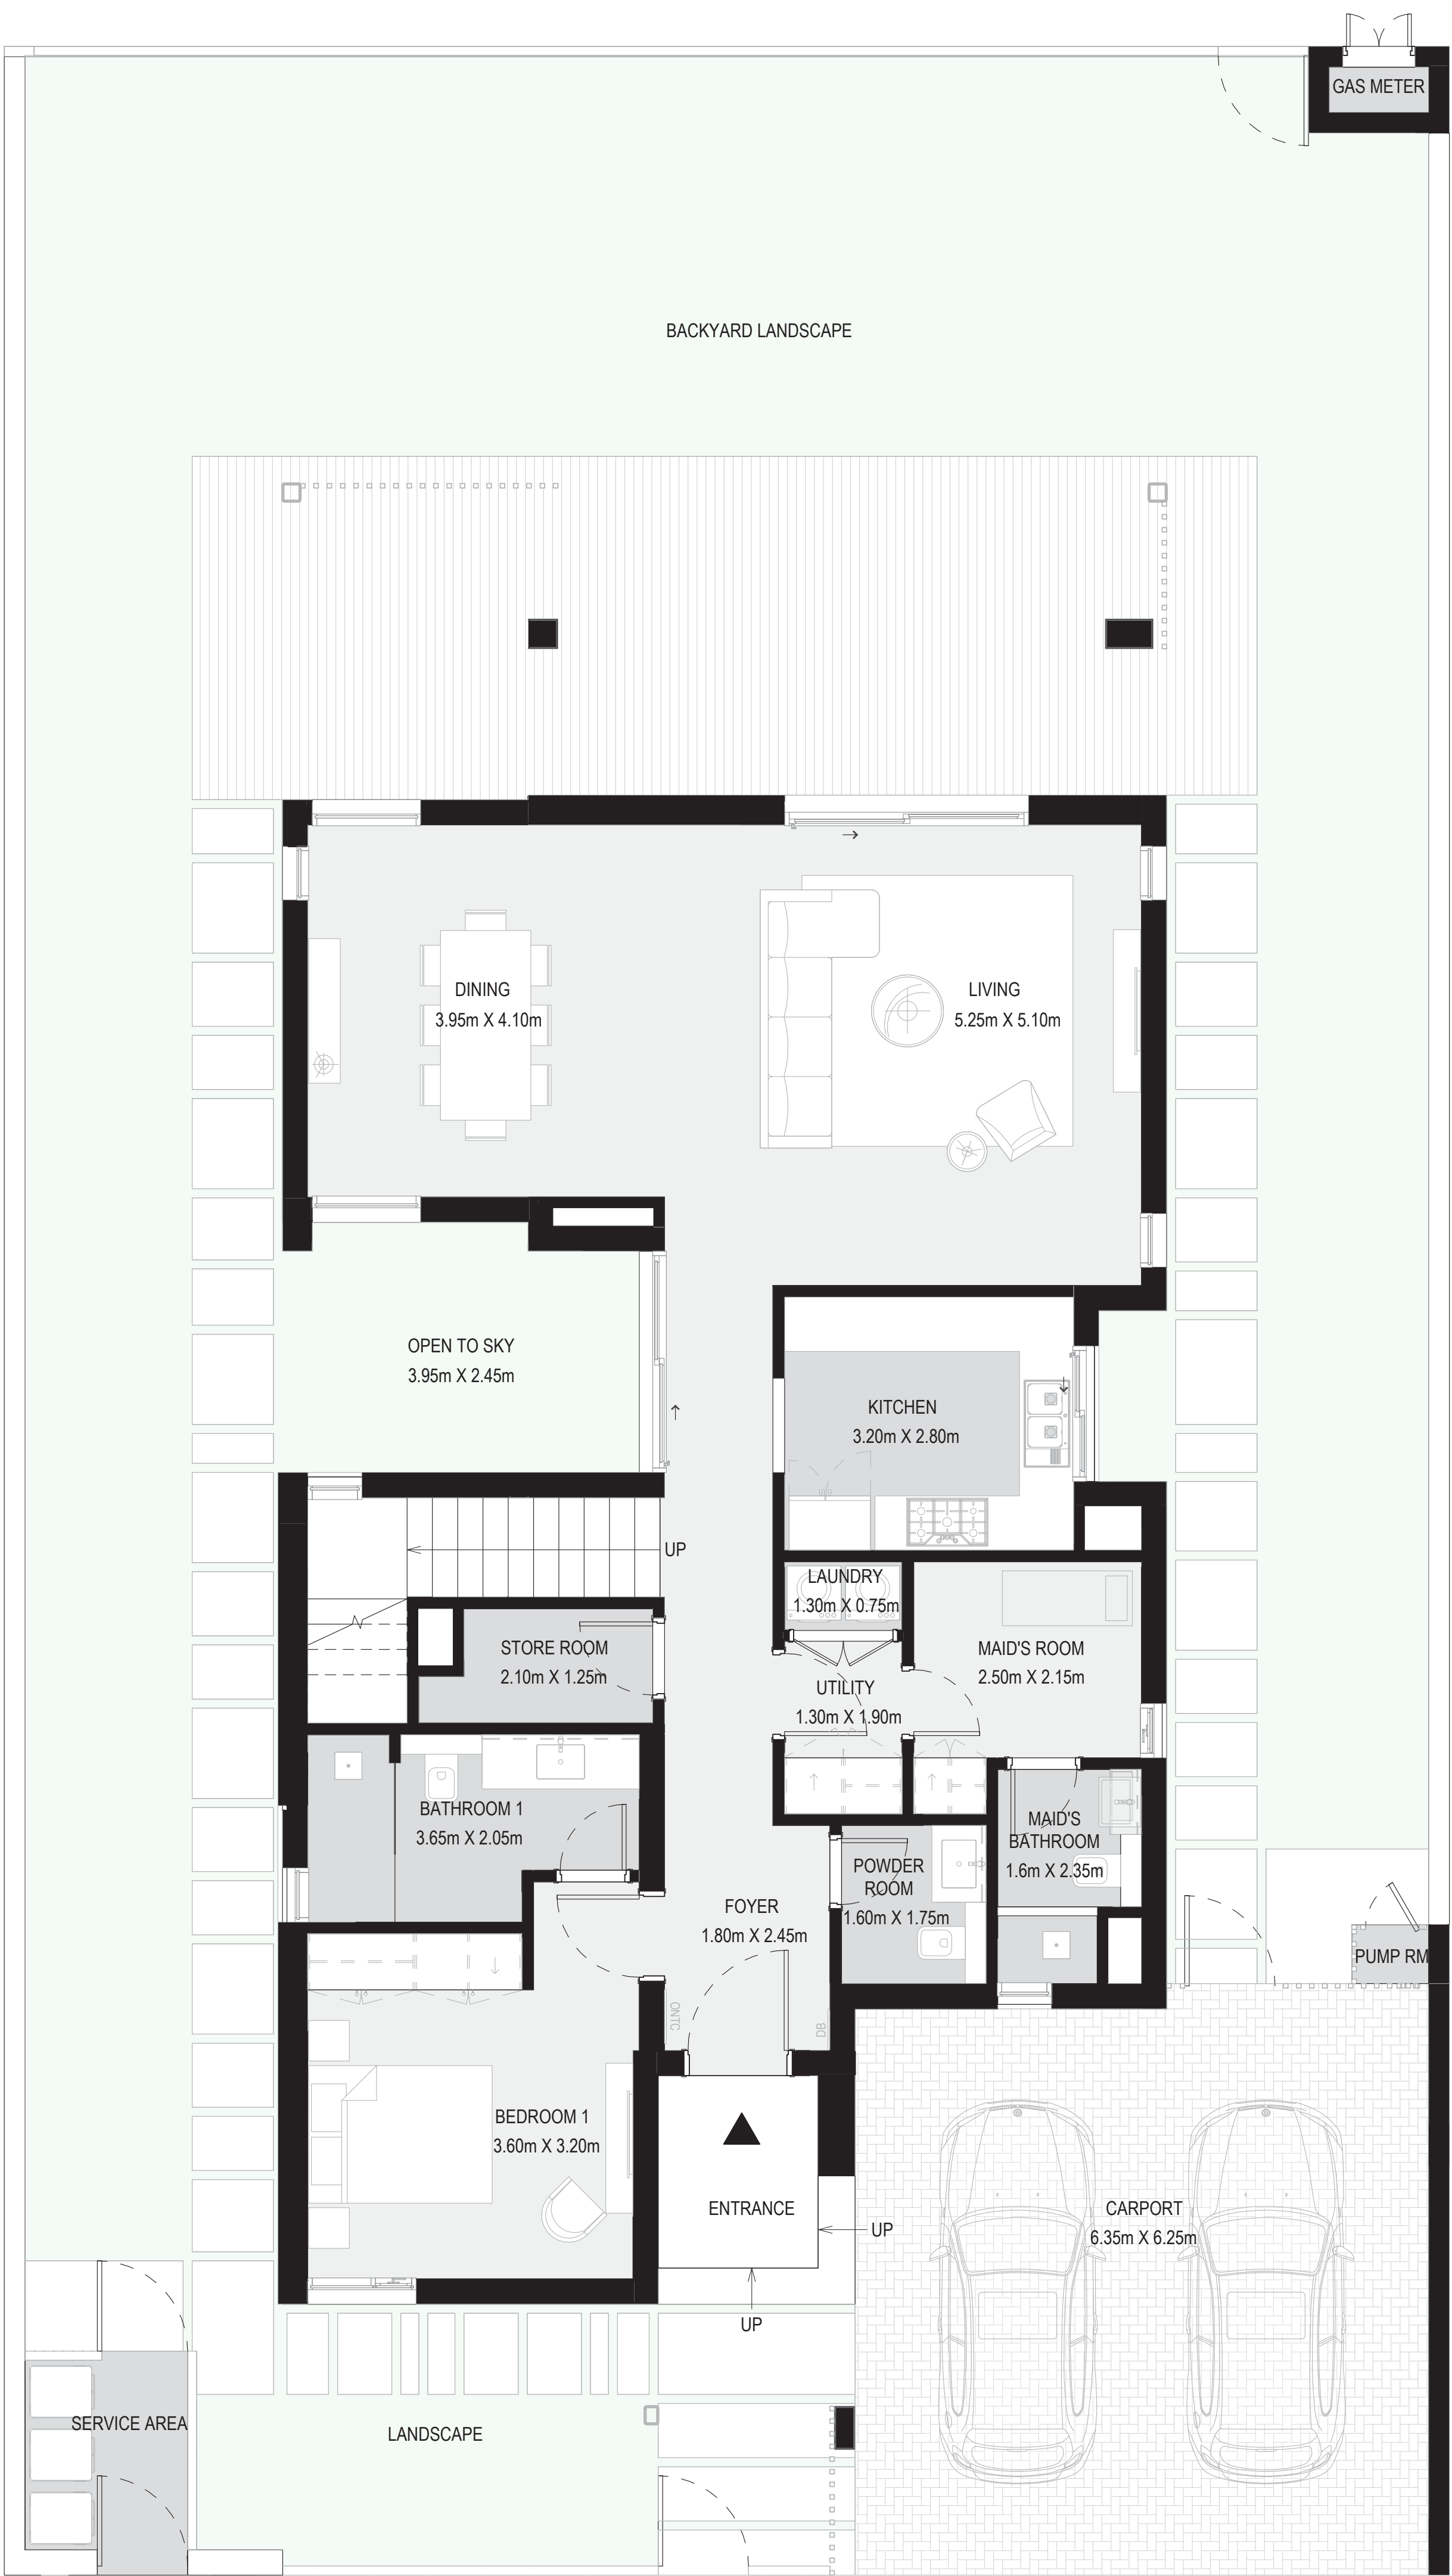 GAS METER
BACKYARD LANDSCAPE
DINING
3.95m X 4.10m
LIVING
5.25m X 5.10m
OPEN TO SKY
3.95m X 2.45m
KITCHEN
3.20m X 2.80m
UP
LAUNDRY
1.30m X 0.75m
STORE ROOM
2.10m X 1.25m
MAID'S ROOM
2.50m X 2.15m
UTILITY
1.30m X 1.90m
BATHROOM 1
3.65m X 2.05m
MAID'S
BATHROOM
1.6m X 2.35m
POWDER
ROOM
1.60m X 1.75m
FOYER
1.80m X 2.45m
PUMP RM
ONTC
DB
BEDROOM 1
3.60m X 3.20m
ENTRANCE
UP
CARPORT
6.35m X 6.25m
UP
SERVICE AREA
LANDSCAPE